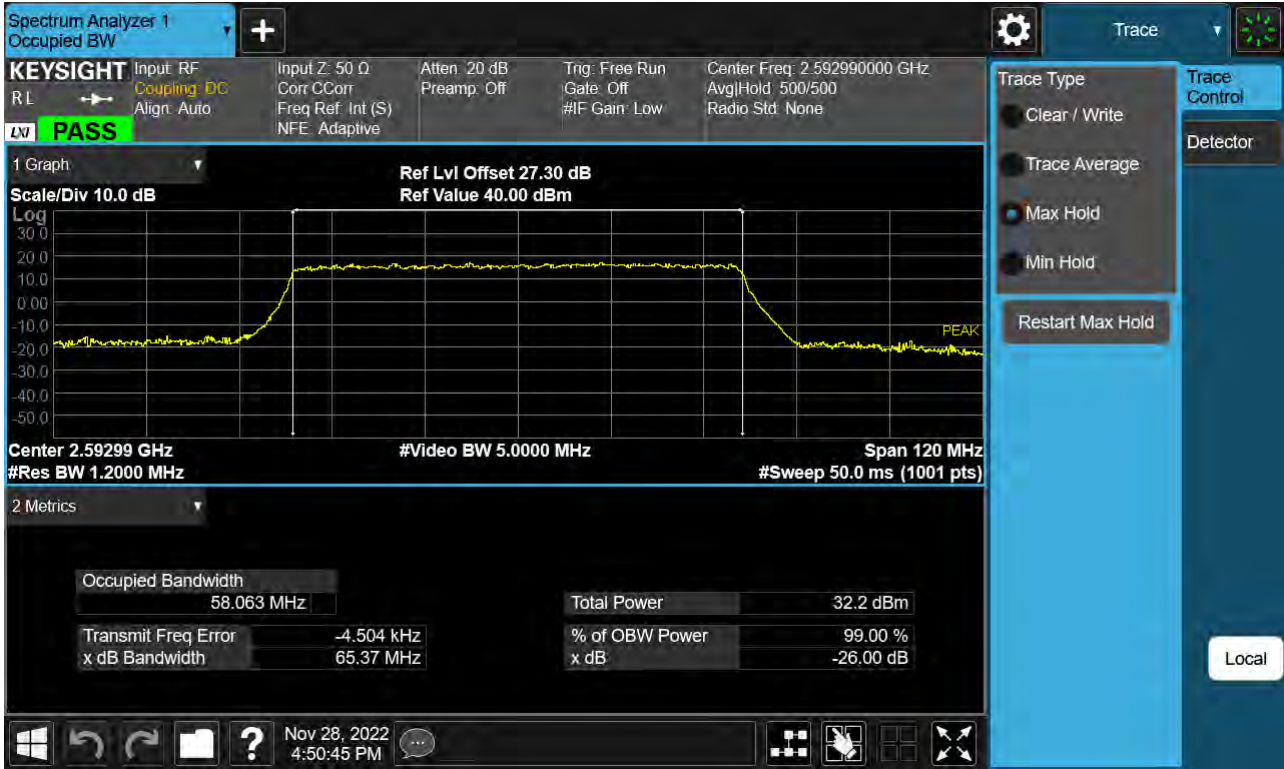 Spectrum Analyzer 1
Occupied BW
+
Trace
KEYSIGHT
R L
LXI PASS
Input: RF
Coupling: DC
Align: Auto
Input Z: 50 Ω
Corr CCorr
Freq Ref: Int (S)
NFE: Adaptive
Atten: 20 dB
Preamp: Off
Trig: Free Run
Gate: Off
#IF Gain: Low
Center Freq: 2.592990000 GHz
Avg|Hold: 500/500
Radio Std: None
Trace Type
Clear / Write
Trace Average
Max Hold
Min Hold
Restart Max Hold
Trace
Control
Detector
Local
1 Graph
Scale/Div 10.0 dB
Ref Lvl Offset 27.30 dB
Ref Value 40.00 dBm
Log
30.0
20.0
10.0
0.00
-10.0
-20.0
-30.0
-40.0
-50.0
PEAK
Center 2.59299 GHz
#Video BW 5.0000 MHz
Span 120 MHz
#Res BW 1.2000 MHz
#Sweep 50.0 ms (1001 pts)
2 Metrics
Occupied Bandwidth
58.063 MHz
Total Power 32.2 dBm
Transmit Freq Error -4.504 kHz
% of OBW Power 99.00 %
x dB Bandwidth 65.37 MHz
x dB -26.00 dB
?
Nov 28, 2022
4:50:45 PM